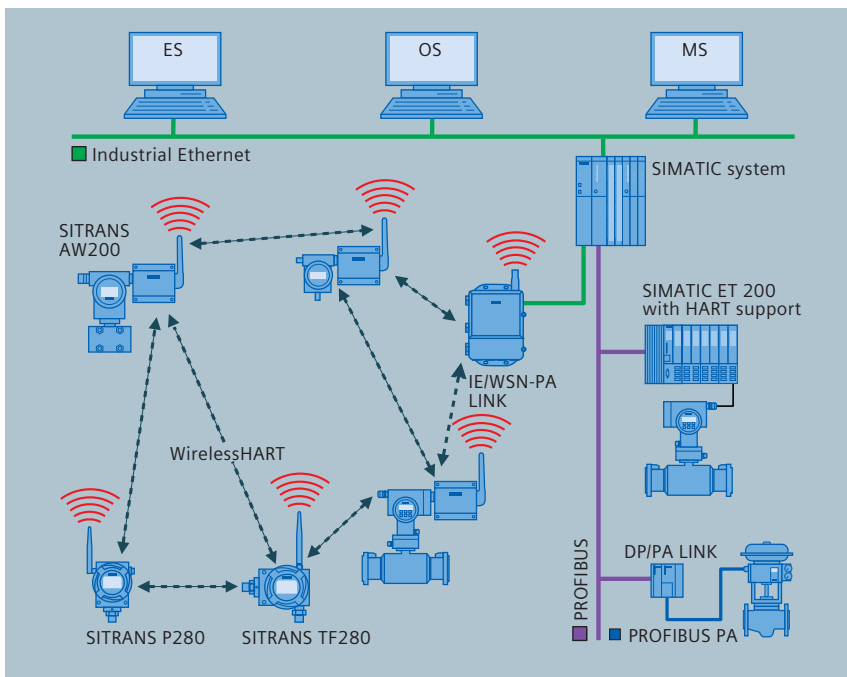 ES
OS
MS
Industrial Ethernet
SIMATIC system
SITRANS
AW200
SIMATIC ET 200
with HART support
IE/WSN-PA
LINK
WirelessHART
DP/PA LINK
PROFIBUS
PROFIBUS PA
SITRANS P280
SITRANS TF280